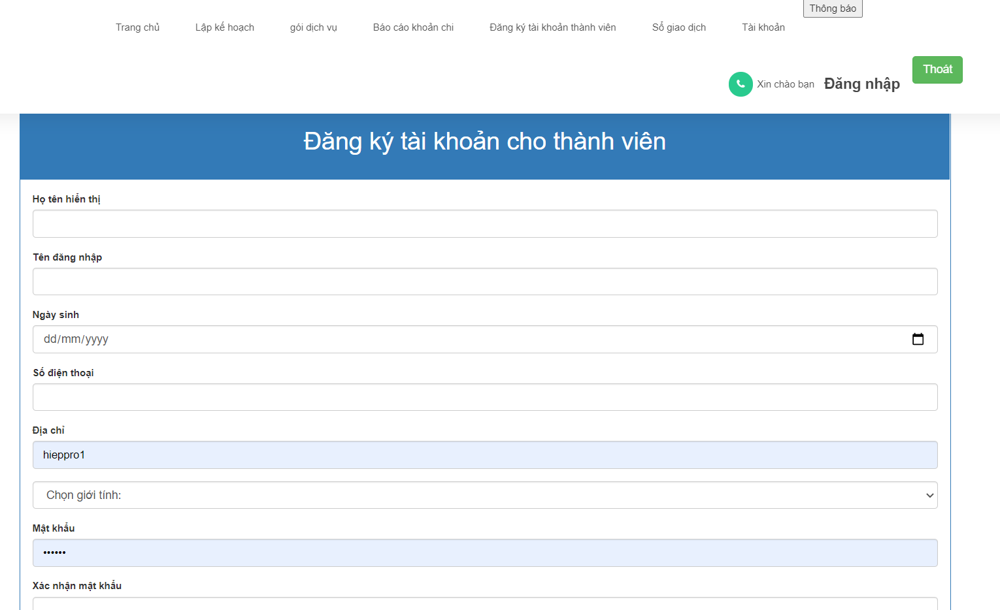 Thông báo
Trang chủ
Lập kế hoạch
gói dịch vụ
Báo cáo khoản chi
Đăng ký tài khoản thành viên
Sổ giao dịch
Tài khoản
Thoát
Xin chào bạn
Đăng nhập
Đăng ký tài khoản cho thành viên
Họ tên hiển thị
Tên đăng nhập
Ngày sinh
dd/mm/yyyy
Số điện thoại
Địa chỉ
hieppro1
Chọn giới tính:
Mật khẩu
••••••
Xác nhận mật khẩu